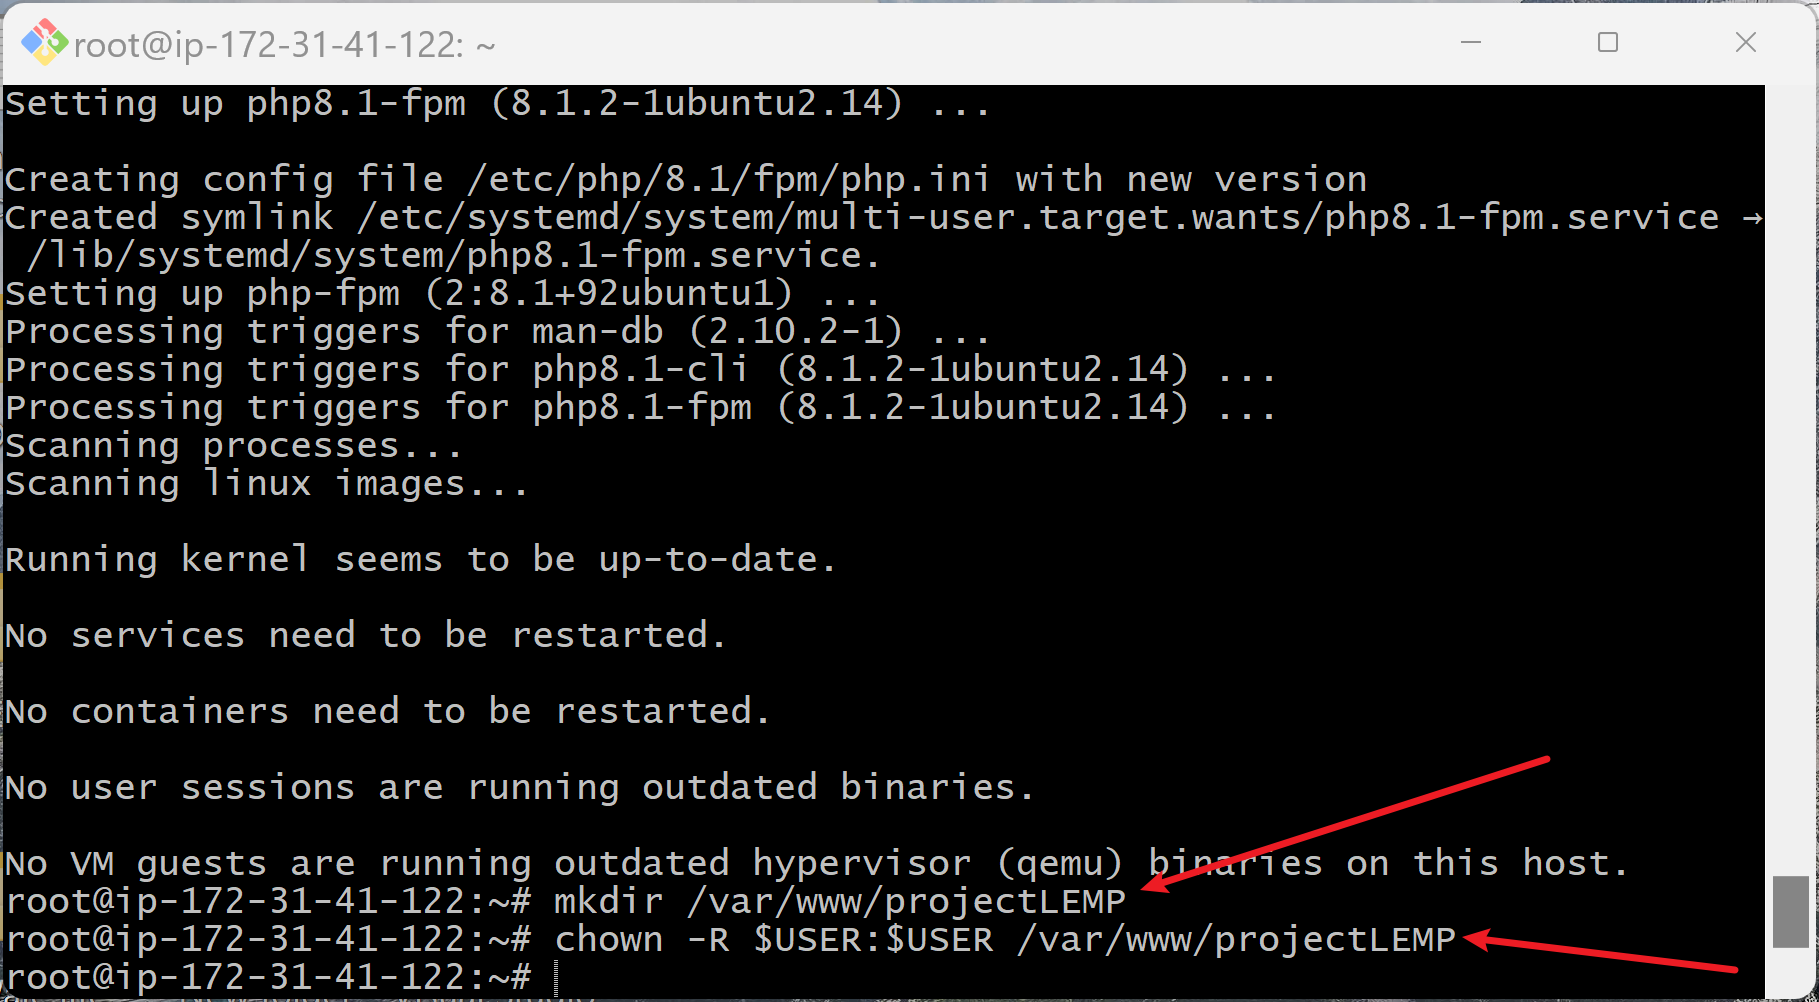 root@ip-172-31-41-122: ~
Setting up php8.1-fpm (8.1.2-1ubuntu2.14) ...
Creating config file /etc/php/8.1/fpm/php.ini with new version
Created symlink /etc/systemd/system/multi-user.target.wants/php8.1-fpm.service →
/lib/systemd/system/php8.1-fpm.service.
Setting up php-fpm (2:8.1+92ubuntu1) ...
Processing triggers for man-db (2.10.2-1) ...
Processing triggers for php8.1-cli (8.1.2-1ubuntu2.14) ...
Processing triggers for php8.1-fpm (8.1.2-1ubuntu2.14) ...
Scanning processes...
Scanning linux images...
Running kernel seems to be up-to-date.
No services need to be restarted.
No containers need to be restarted.
No user sessions are running outdated binaries.
No VM guests are running outdated hypervisor (qemu) binaries on this host.
root@ip-172-31-41-122:~# mkdir /var/www/projectLEMP
root@ip-172-31-41-122:~# chown -R $USER:$USER /var/www/projectLEMP
root@ip-172-31-41-122:~#